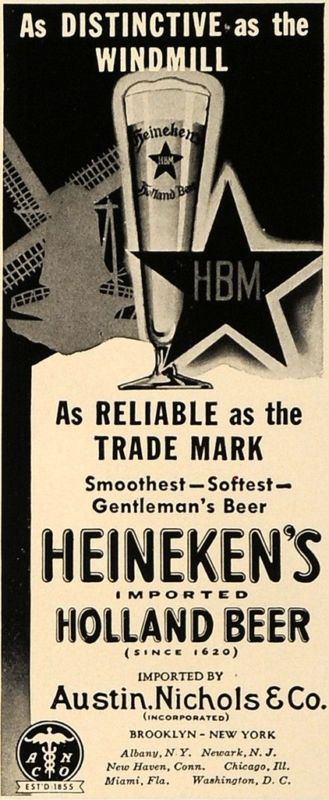 As DISTINCTIVE as the
WINDMILL
Heineken's
HBM
Holland Beer
HBM
As RELIABLE as the
TRADE MARK
Smoothest—Softest—
Gentleman's Beer
HEINEKEN'S
IMPORTED
HOLLAND BEER
(SINCE 1620)
IMPORTED BY
Austin, Nichols & Co.
(INCORPORATED)
BROOKLYN - NEW YORK
Albany, N. Y. Newark, N. J.
New Haven, Conn. Chicago, Ill.
Miami, Fla. Washington, D. C.
A N
C O
EST'D·1855